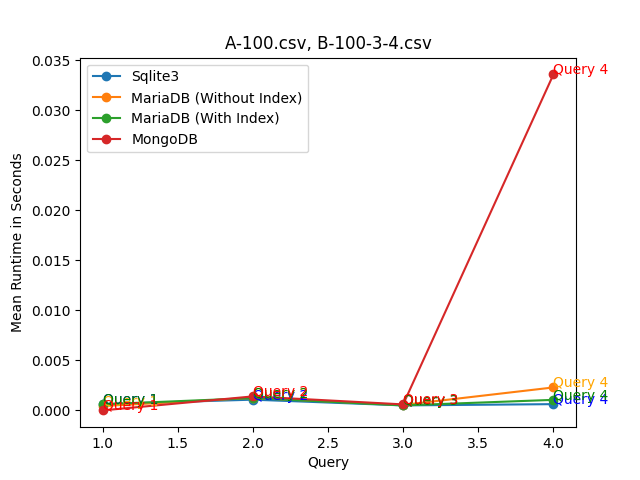 A-100.csv, B-100-3-4.csv
Sqlite3
MariaDB (Without Index)
MariaDB (With Index)
MongoDB
Mean Runtime in Seconds
0.035
0.030
0.025
0.020
0.015
0.010
0.005
0.000
Query 4
Query 4
Query 4
Query 4
Query 1
Query 1
Query 2
Query 2
Query 3
1.0
1.5
2.0
2.5
3.0
3.5
4.0
Query